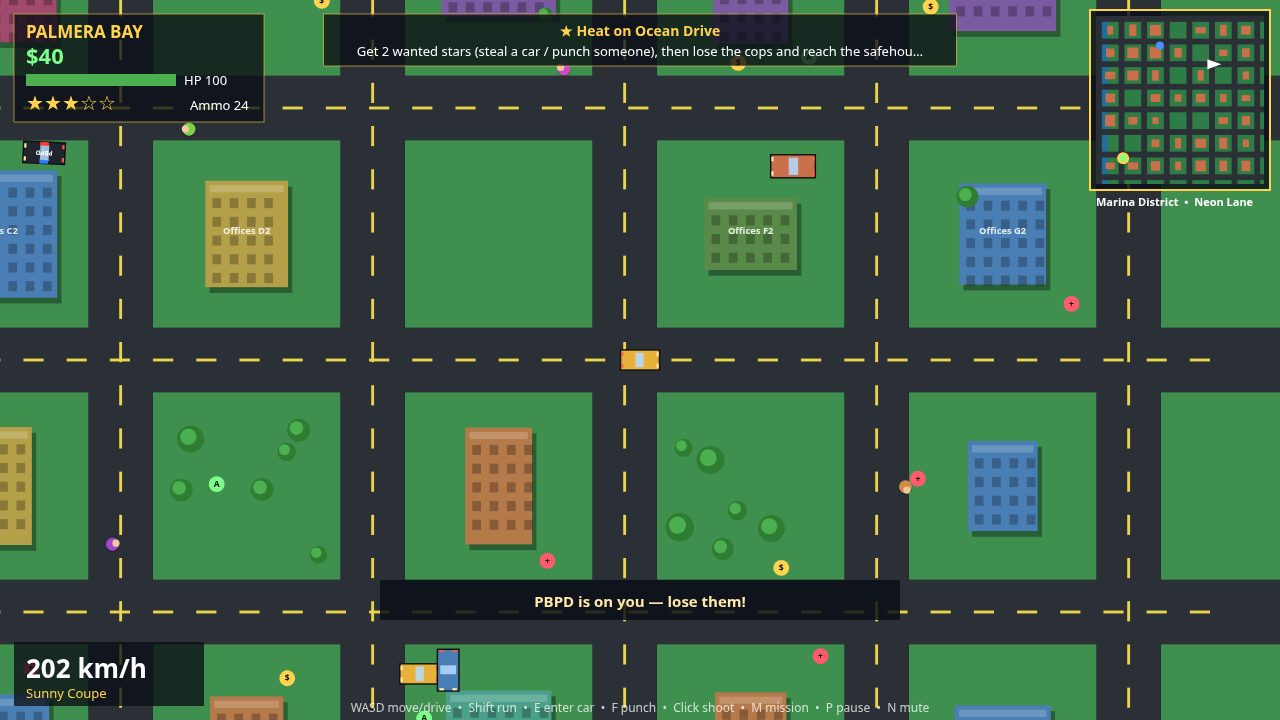 PALMERA BAY
$40
HP 100
★★★☆☆ Ammo 24
★ Heat on Ocean Drive
Get 2 wanted stars (steal a car / punch someone), then lose the cops and reach the safehou…
Marina District • Neon Lane
s C2
Offices D2
Offices F2
Offices G2
$
$
$
+
A
+
+
$
PBPD is on you — lose them!
202 km/h
Sunny Coupe
$
+
A
WASD move/drive • Shift run • E enter car • F punch • Click shoot • M mission • P pause • N mute